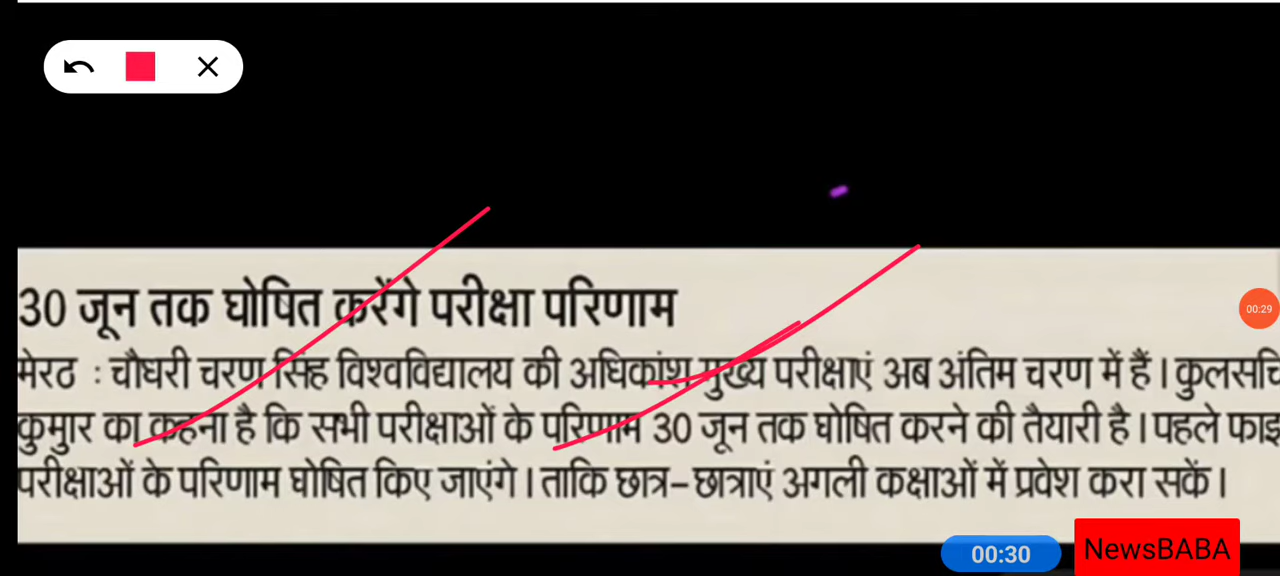 30 जून तक घोषित करेंगे परीक्षा परिणाम
00:29
मेरठ : चौधरी चरण सिंह विश्वविद्यालय की अधिकांश मुख्य परीक्षाएं अब अंतिम चरण में हैं। कुलसचि
कुमार का कहना है कि सभी परीक्षाओं के परिणाम 30 जून तक घोषित करने की तैयारी है। पहले फाइ
परीक्षाओं के परिणाम घोषित किए जाएंगे। ताकि छात्र-छात्राएं अगली कक्षाओं में प्रवेश करा सकें।
00:30
NewsBABA